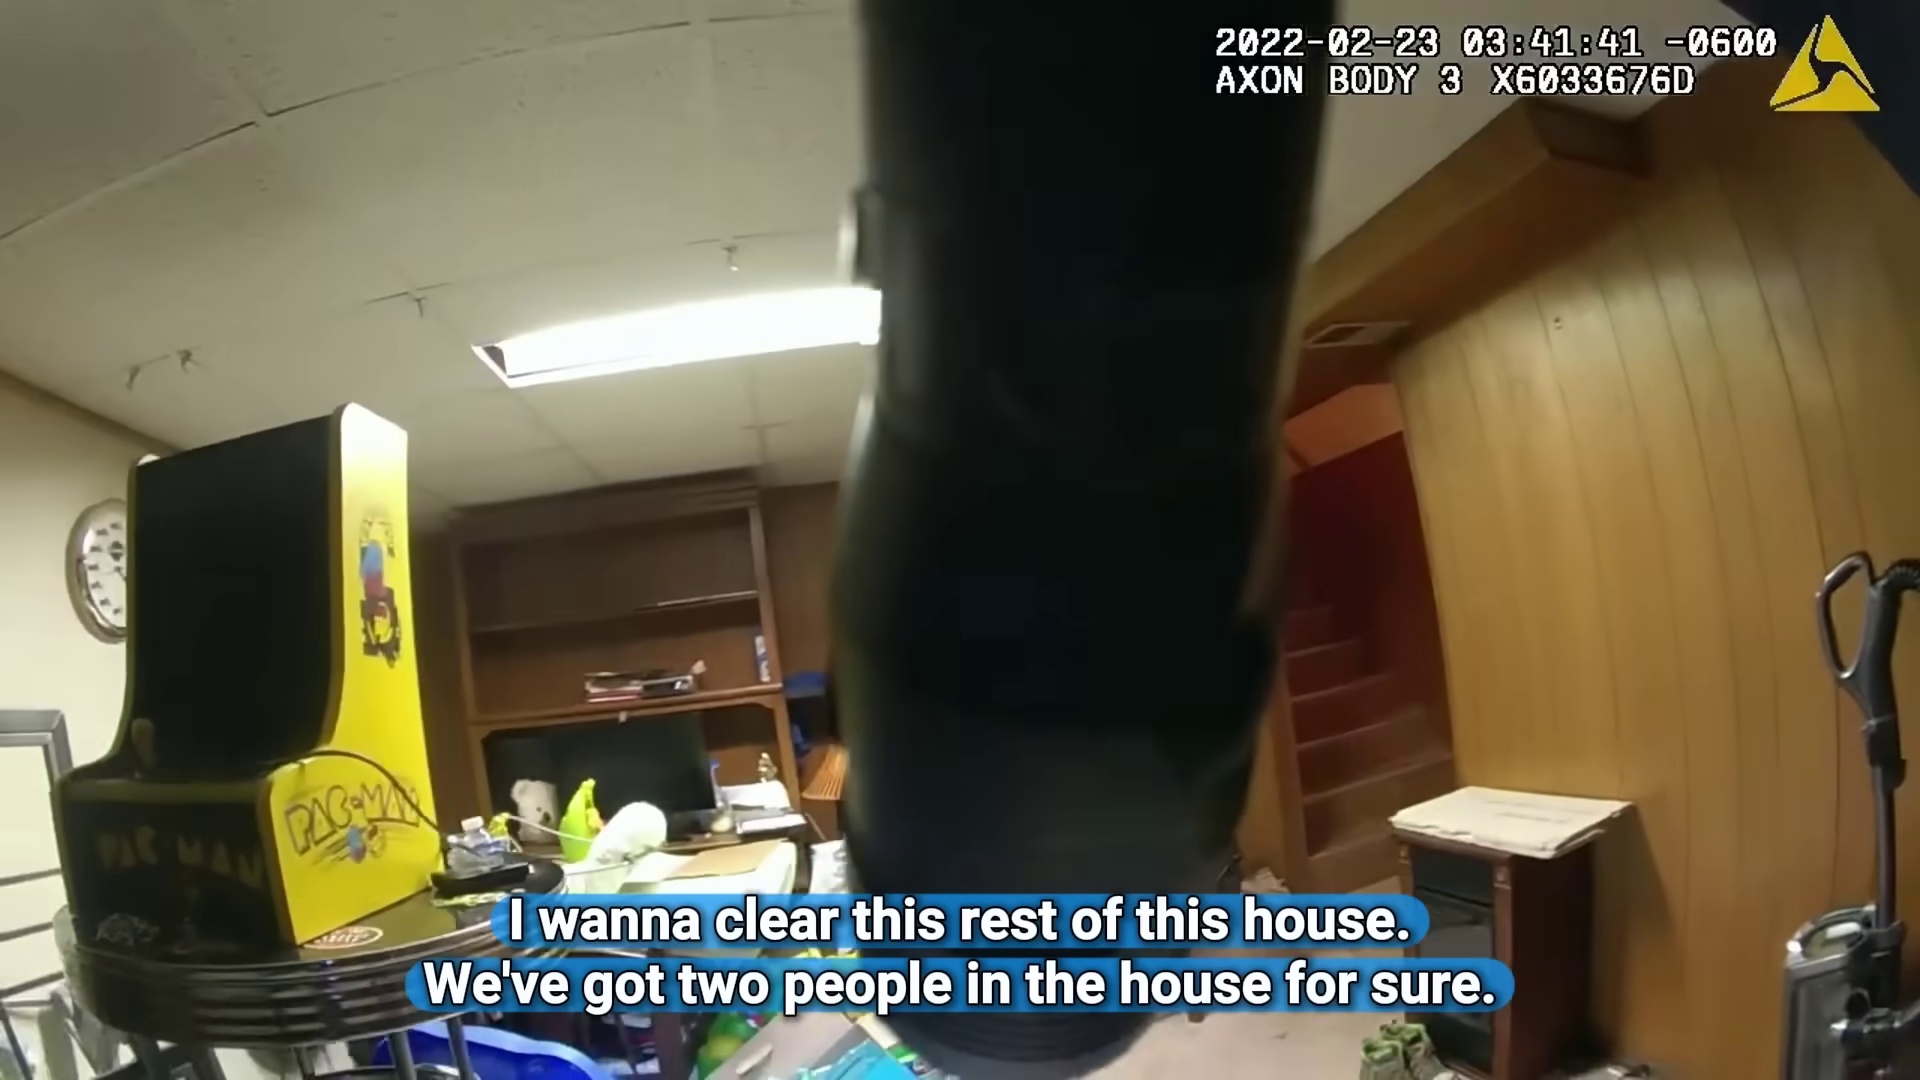 2022-02-23 03:41:41 -0600
AXON BODY 3 X6033676D
PAC-MAN
PAC-MAN
I wanna clear this rest of this house.
We've got two people in the house for sure.